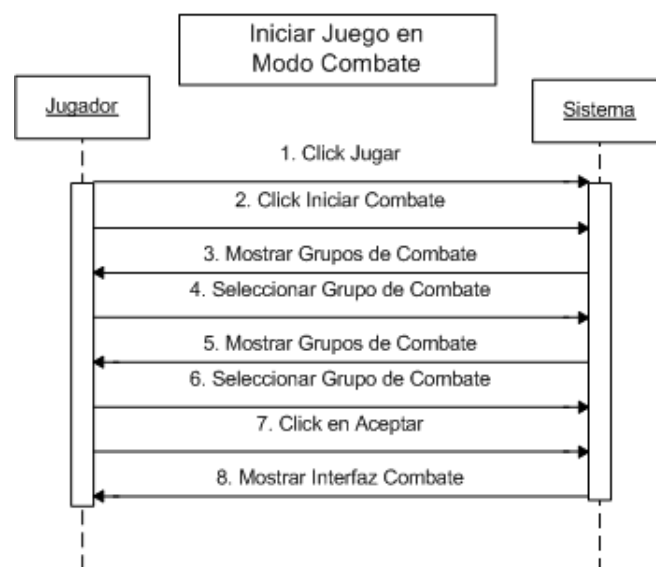 Iniciar Juego en
Modo Combate
Jugador
Sistema
1. Click Jugar
2. Click Iniciar Combate
3. Mostrar Grupos de Combate
4. Seleccionar Grupo de Combate
5. Mostrar Grupos de Combate
6. Seleccionar Grupo de Combate
7. Click en Aceptar
8. Mostrar Interfaz Combate